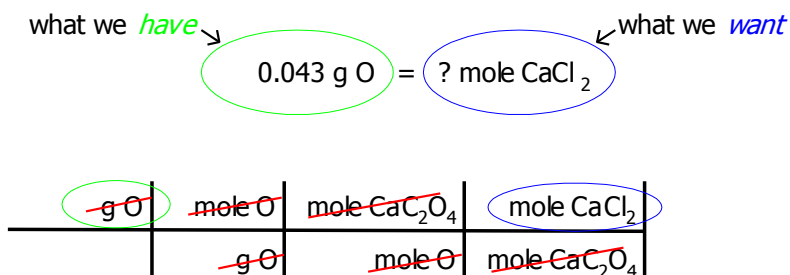 what we have what we want
0.043 g O = ? mole CaCl2
g O mole O mole CaC2O4 mole CaCl2
g O mole O mole CaC2O4